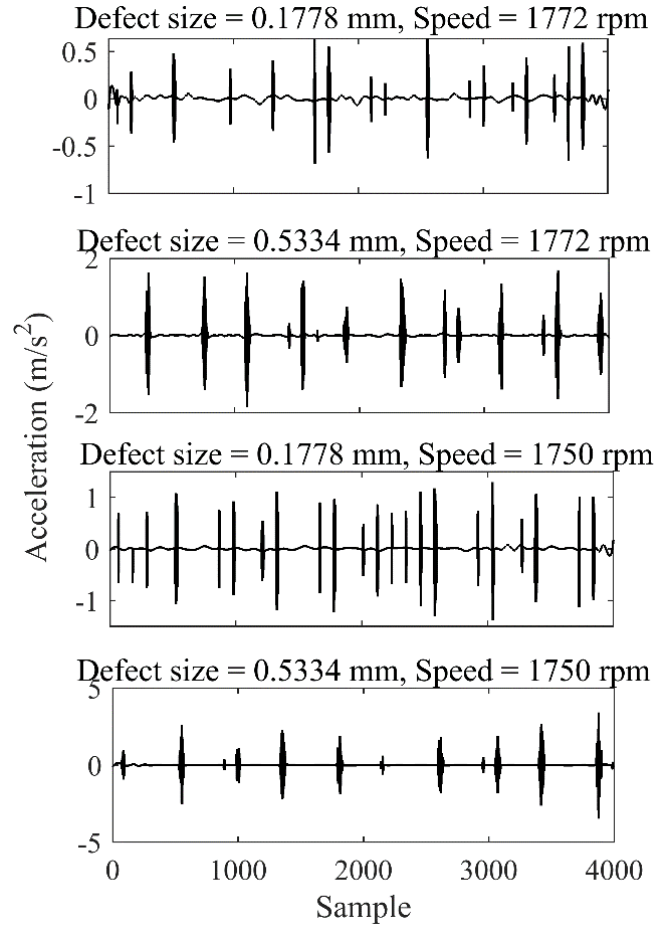 Defect size = 0.1778 mm, Speed = 1772 rpm
0.5
0
-0.5
-1
Defect size = 0.5334 mm, Speed = 1772 rpm
2
0
-2
Acceleration (m/s²)
Defect size = 0.1778 mm, Speed = 1750 rpm
1
0
-1
Defect size = 0.5334 mm, Speed = 1750 rpm
5
0
-5
0 1000 2000 3000 4000
Sample